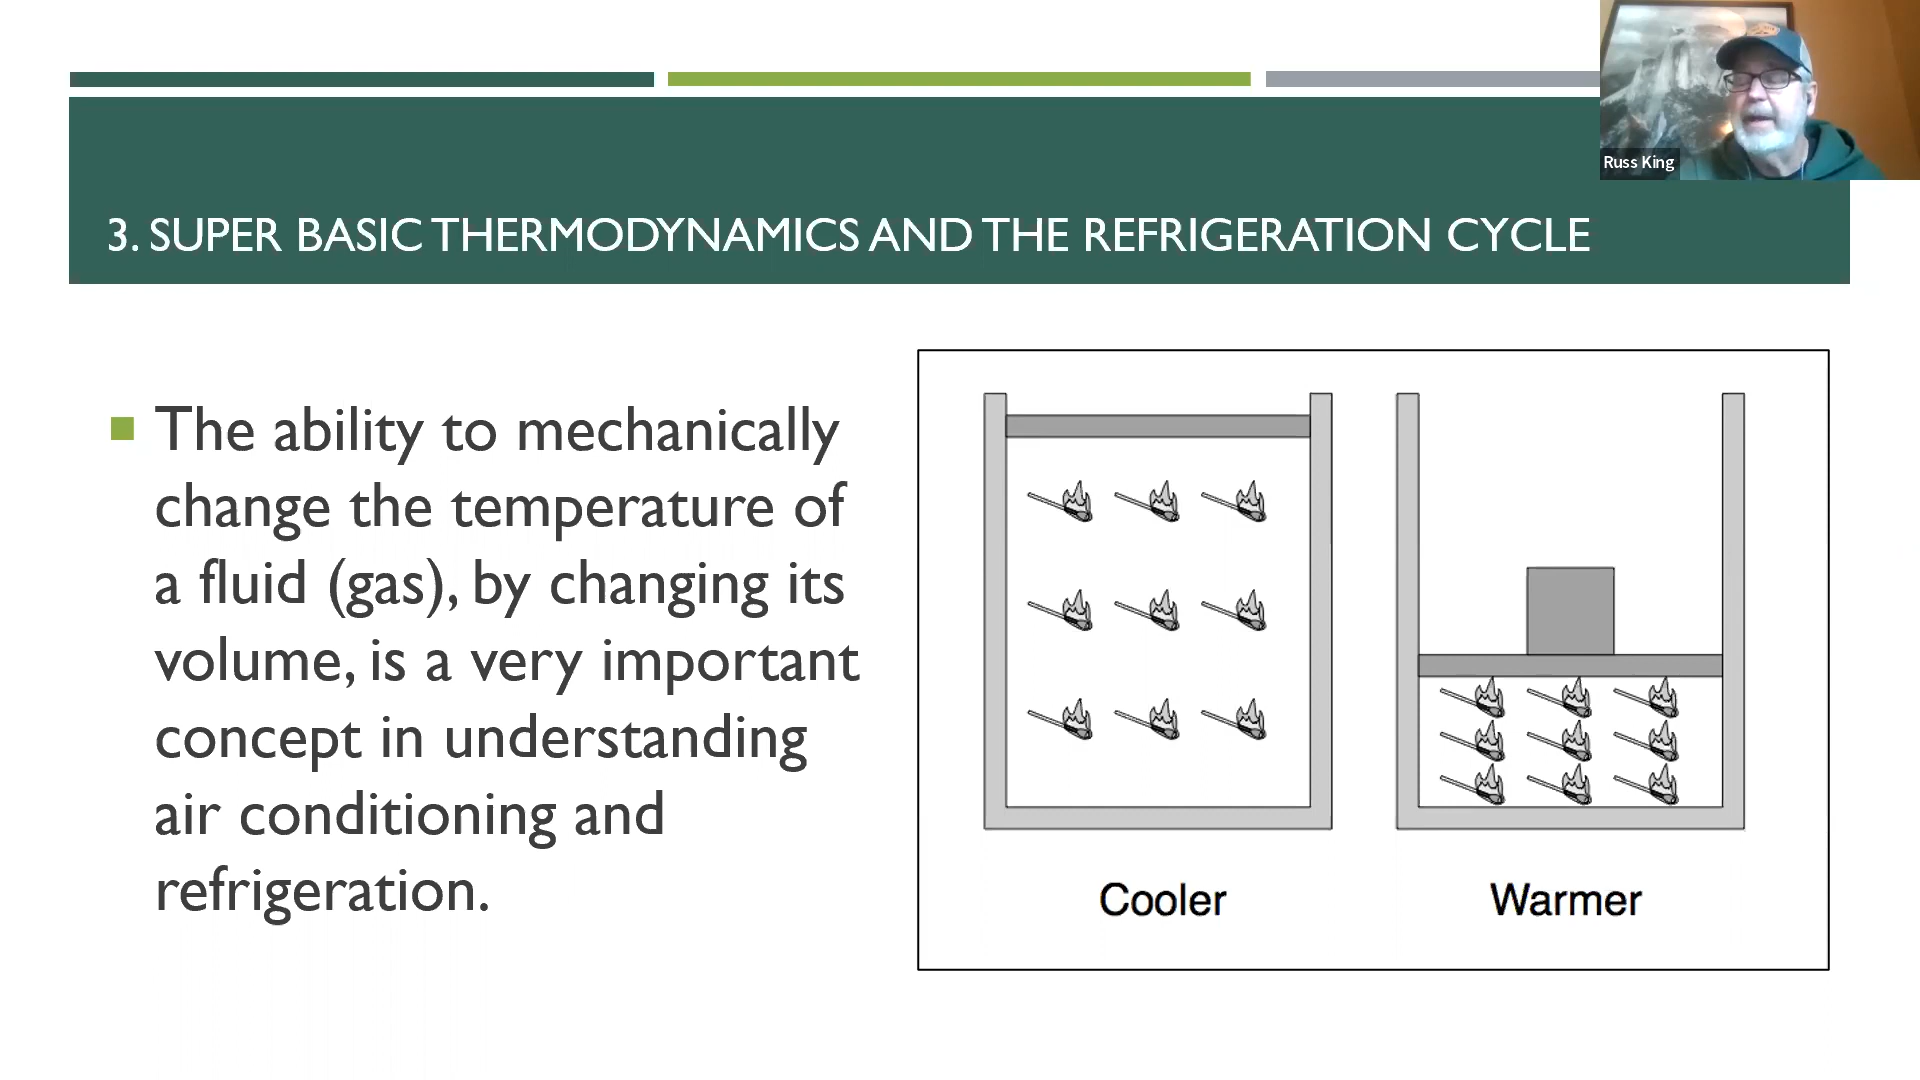 Russ King
3. SUPER BASIC THERMODYNAMICS AND THE REFRIGERATION CYCLE
The ability to mechanically
change the temperature of
a fluid (gas), by changing its
volume, is a very important
concept in understanding
air conditioning and
refrigeration.
Cooler
Warmer